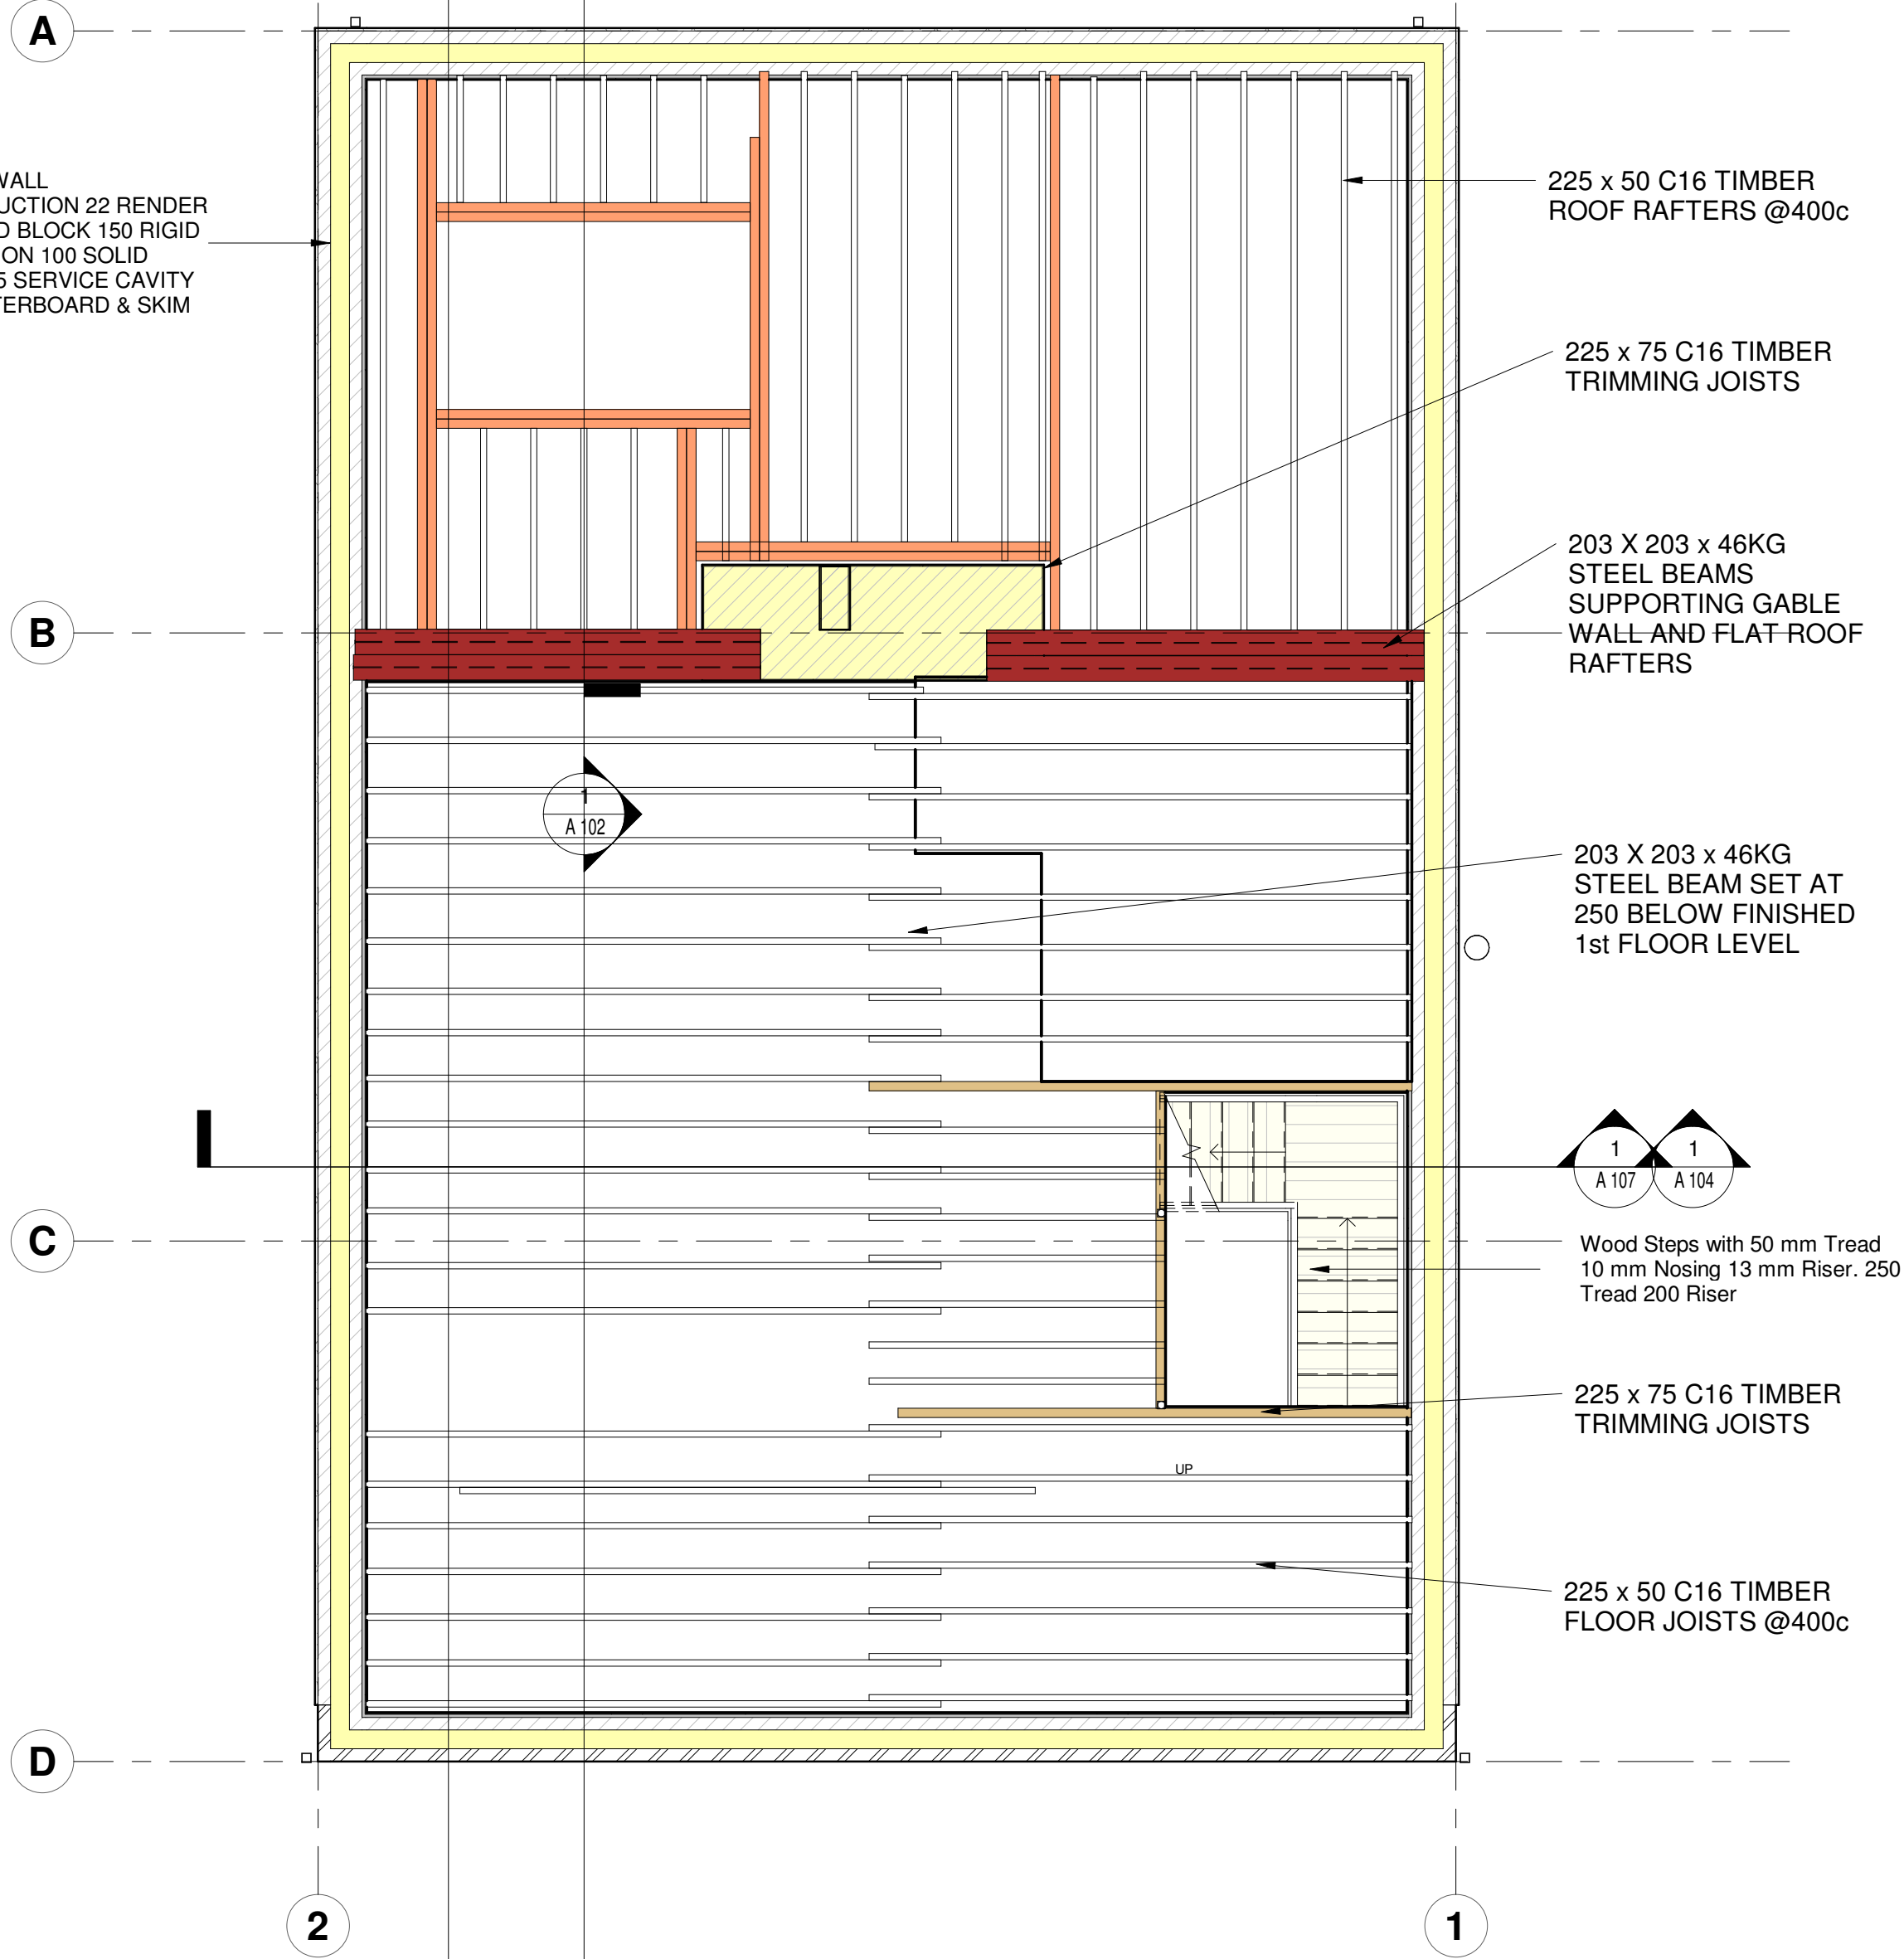 A
WALL
UCTION 22 RENDER
D BLOCK 150 RIGID
ON 100 SOLID
5 SERVICE CAVITY
TERBOARD & SKIM
225 x 50 C16 TIMBER
ROOF RAFTERS @400c
225 x 75 C16 TIMBER
TRIMMING JOISTS
203 X 203 x 46KG
STEEL BEAMS
SUPPORTING GABLE
WALL AND FLAT ROOF
RAFTERS
B
1
A 102
203 X 203 x 46KG
STEEL BEAM SET AT
250 BELOW FINISHED
1st FLOOR LEVEL
1
A 107
1
A 104
C
Wood Steps with 50 mm Tread
10 mm Nosing 13 mm Riser. 250
Tread 200 Riser
225 x 75 C16 TIMBER
TRIMMING JOISTS
UP
225 x 50 C16 TIMBER
FLOOR JOISTS @400c
D
2
1